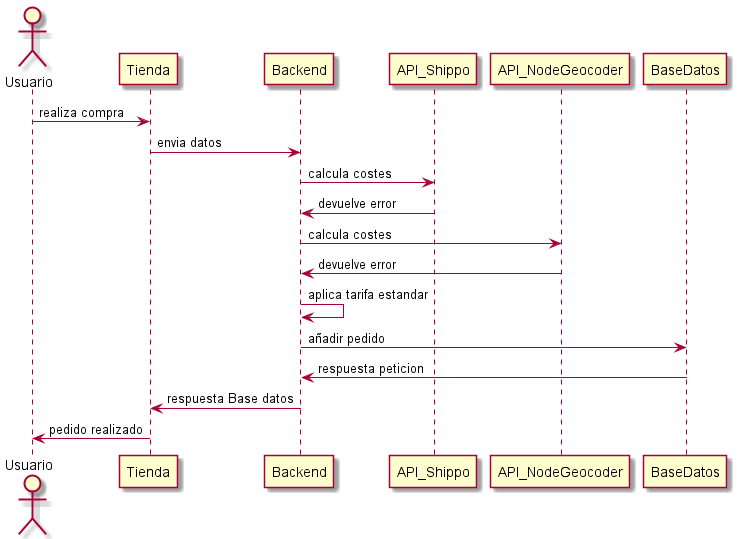 Usuario
Tienda
Backend
API_Shippo
API_NodeGeocoder
BaseDatos
realiza compra
envia datos
calcula costes
devuelve error
calcula costes
devuelve error
aplica tarifa estandar
añadir pedido
respuesta peticion
respuesta Base datos
pedido realizado
Usuario
Tienda
Backend
API_Shippo
API_NodeGeocoder
BaseDatos